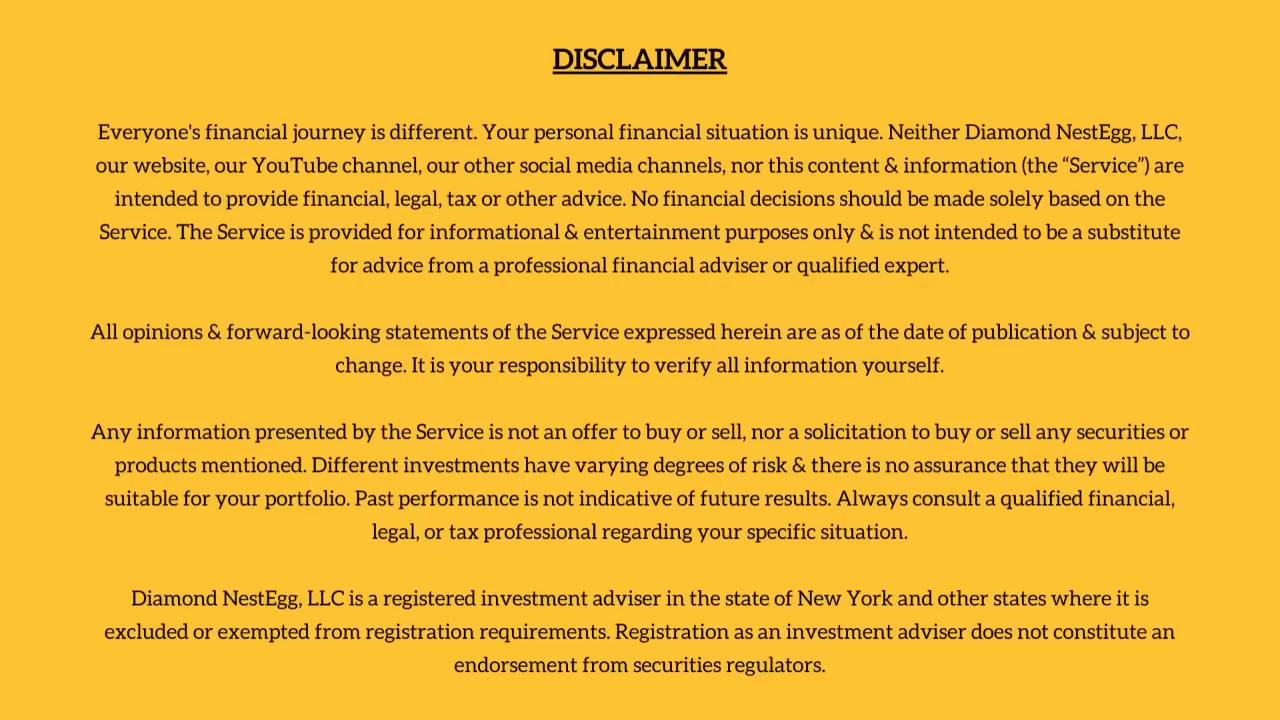 DISCLAIMER
Everyone's financial journey is different. Your personal financial situation is unique. Neither Diamond NestEgg, LLC,
our website, our YouTube channel, our other social media channels, nor this content & information (the “Service”) are
intended to provide financial, legal, tax or other advice. No financial decisions should be made solely based on the
Service. The Service is provided for informational & entertainment purposes only & is not intended to be a substitute
for advice from a professional financial adviser or qualified expert.
All opinions & forward-looking statements of the Service expressed herein are as of the date of publication & subject to
change. It is your responsibility to verify all information yourself.
Any information presented by the Service is not an offer to buy or sell, nor a solicitation to buy or sell any securities or
products mentioned. Different investments have varying degrees of risk & there is no assurance that they will be
suitable for your portfolio. Past performance is not indicative of future results. Always consult a qualified financial,
legal, or tax professional regarding your specific situation.
Diamond NestEgg, LLC is a registered investment adviser in the state of New York and other states where it is
excluded or exempted from registration requirements. Registration as an investment adviser does not constitute an
endorsement from securities regulators.